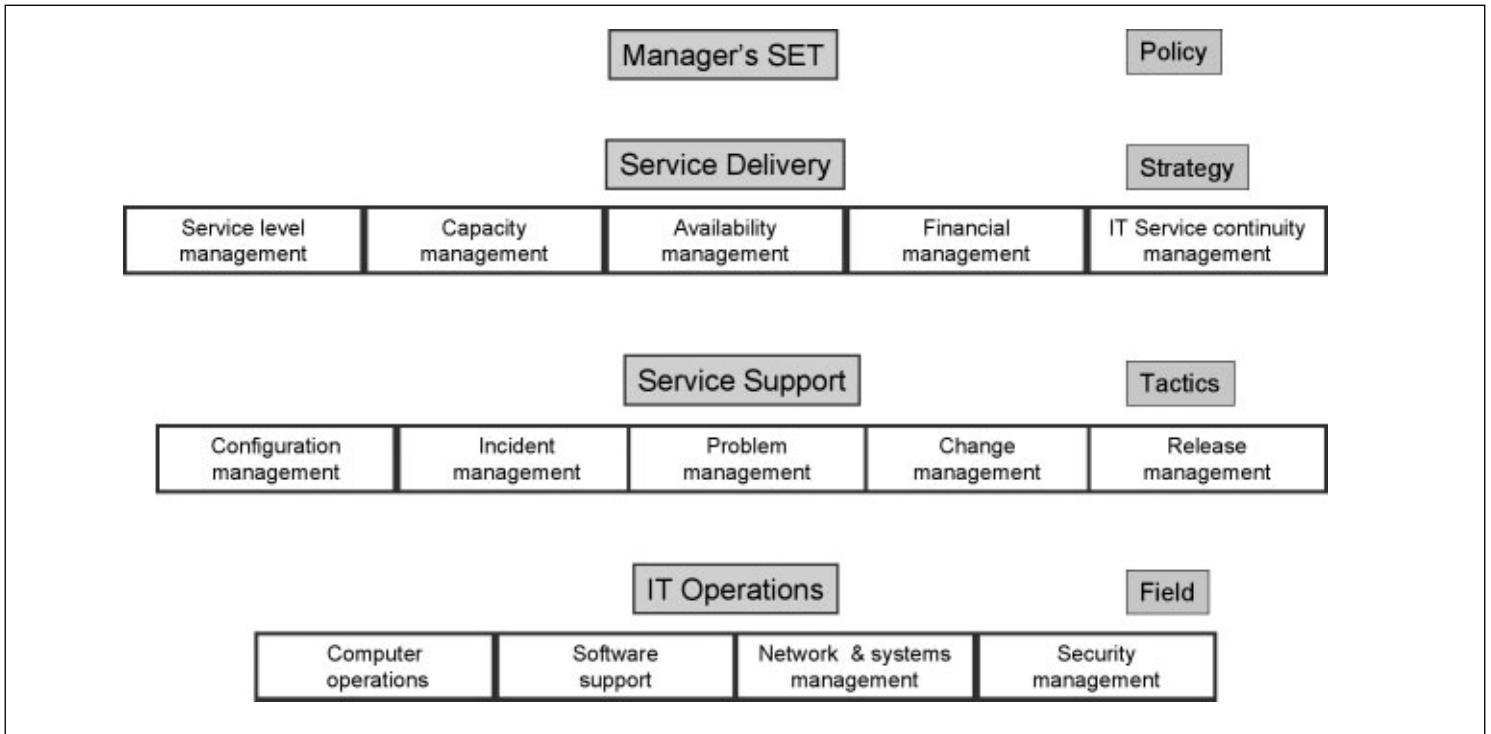 Manager's SET
Policy
Service Delivery
Strategy
Service level
management
Capacity
management
Availability
management
Financial
management
IT Service continuity
management
Service Support
Tactics
Configuration
management
Incident
management
Problem
management
Change
management
Release
management
IT Operations
Field
Computer
operations
Software
support
Network & systems
management
Security
management